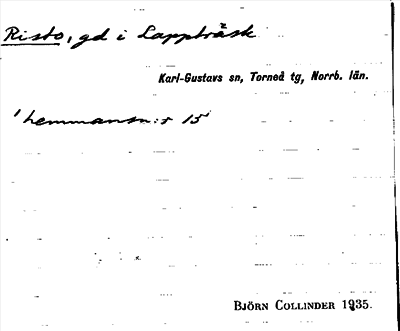 Risto, gd i Lappträsk
Karl-Gustavs sn, Torneå tg, Norrb. län.
hemmansn:r 15
BJÖRN COLLINDER 1935.